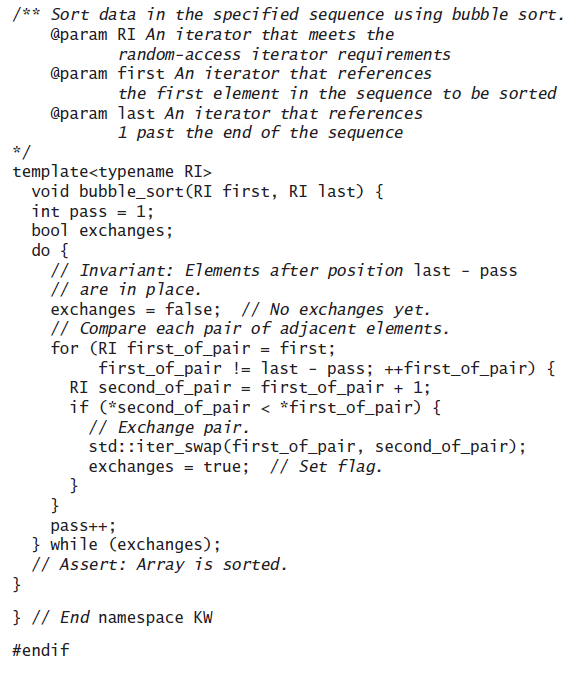 /** Sort data in the specified sequence using bubble sort.
    @param RI An iterator that meets the
           random-access iterator requirements
    @param first An iterator that references
           the first element in the sequence to be sorted
    @param last An iterator that references
           1 past the end of the sequence
*/
template<typename RI>
  void bubble_sort(RI first, RI last) {
  int pass = 1;
  bool exchanges;
  do {
    // Invariant: Elements after position last - pass
    // are in place.
    exchanges = false;  // No exchanges yet.
    // Compare each pair of adjacent elements.
    for (RI first_of_pair = first;
         first_of_pair != last - pass; ++first_of_pair) {
      RI second_of_pair = first_of_pair + 1;
      if (*second_of_pair < *first_of_pair) {
        // Exchange pair.
        std::iter_swap(first_of_pair, second_of_pair);
        exchanges = true;  // Set flag.
      }
    }
    pass++;
  } while (exchanges);
  // Assert: Array is sorted.
}
} // End namespace KW
#endif